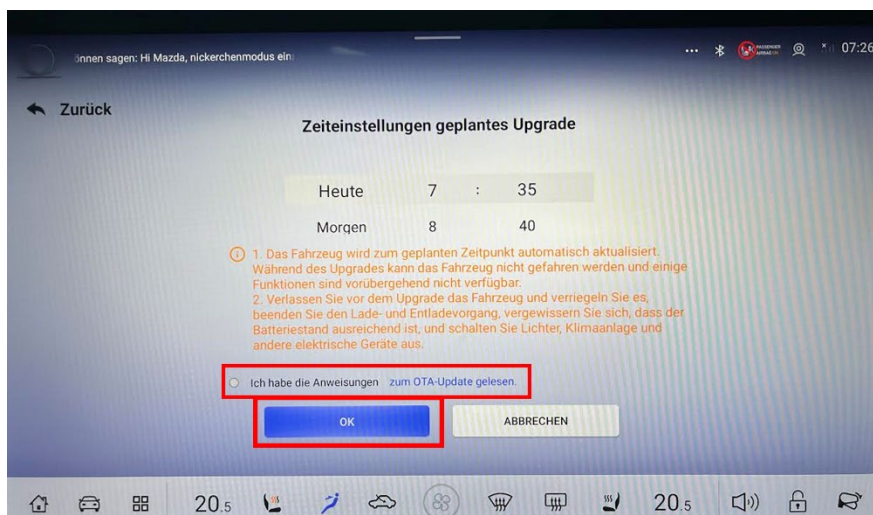 önnen sagen: Hi Mazda, nickerchenmodus ein
PASSENGER
AIRBAG
07:26
Zurück
Zeiteinstellungen geplantes Upgrade
Heute 7 : 35
Morgen 8 40
1. Das Fahrzeug wird zum geplanten Zeitpunkt automatisch aktualisiert.
Während des Upgrades kann das Fahrzeug nicht gefahren werden und einige
Funktionen sind vorübergehend nicht verfügbar.
2. Verlassen Sie vor dem Upgrade das Fahrzeug und verriegeln Sie es,
beenden Sie den Lade- und Entladevorgang, vergewissern Sie sich, dass der
Batteriestand ausreichend ist, und schalten Sie Lichter, Klimaanlage und
andere elektrische Geräte aus.
Ich habe die Anweisungen zum OTA-Update gelesen.
OK
ABBRECHEN
20.5
20.5